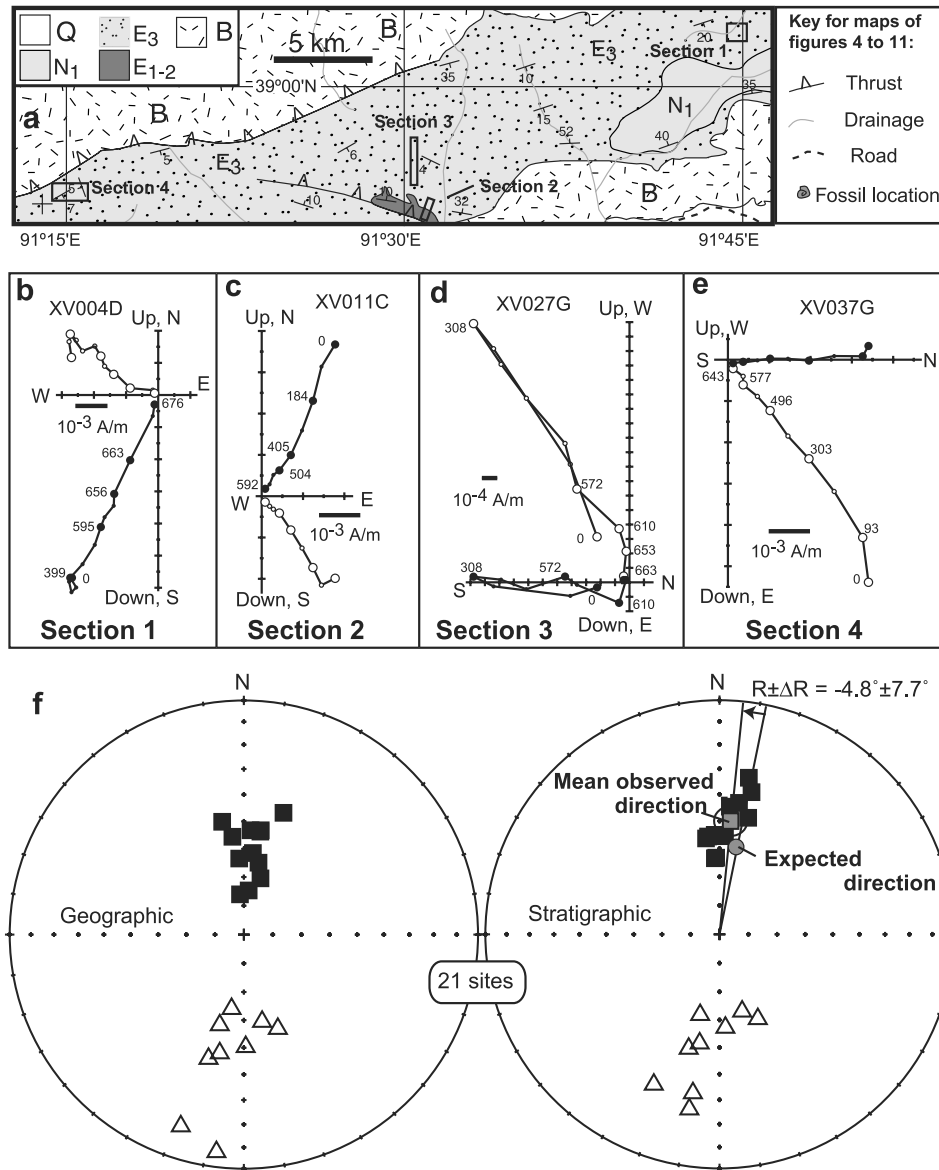 Q E3 B
N1 E1-2
5 km
B
20
Section 1
Key for maps of
figures 4 to 11:
E3
39°00'N
35
10
35
Thrust
a
B
N1
Drainage
15
Section 3
52
40
Road
E3
5
6
4
B
Section 4
5
Section 2
Fossil location
7
10
10
32
91°15'E
91°30'E
91°45'E
b
XV004D
Up, N
W
E
10-3 A/m
676
663
656
595
399
0
Down, S
Section 1
c
XV011C
Up, N
0
184
405
504
592
W
E
10-3 A/m
Down, S
Section 2
d
XV027G
Up, W
308
572
10-4 A/m
0
610
653
663
308
572
S
N
0
610
Down, E
Section 3
e
XV037G
Up, W
S
N
643
577
496
303
10-3 A/m
93
0
Down, E
Section 4
f
N
N
R±ΔR = -4.8°±7.7°
Mean observed
direction
Expected
direction
Geographic
Stratigraphic
21 sites